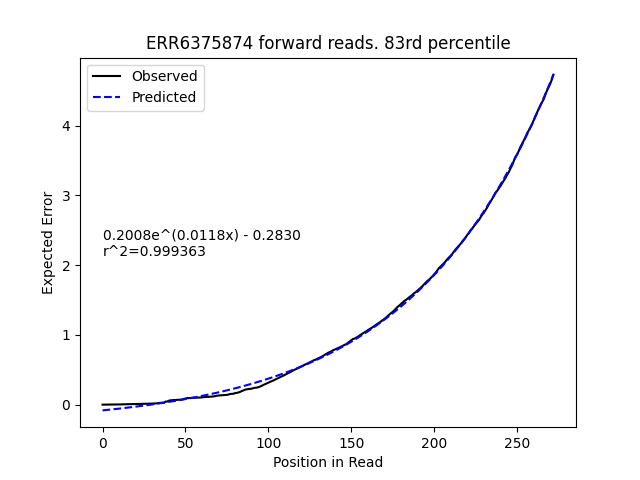 ERR6375874 forward reads. 83rd percentile
Observed
Predicted
4
3
2
1
0
Expected Error
0.2008e^(0.0118x) - 0.2830
r^2=0.999363
0 50 100 150 200 250
Position in Read